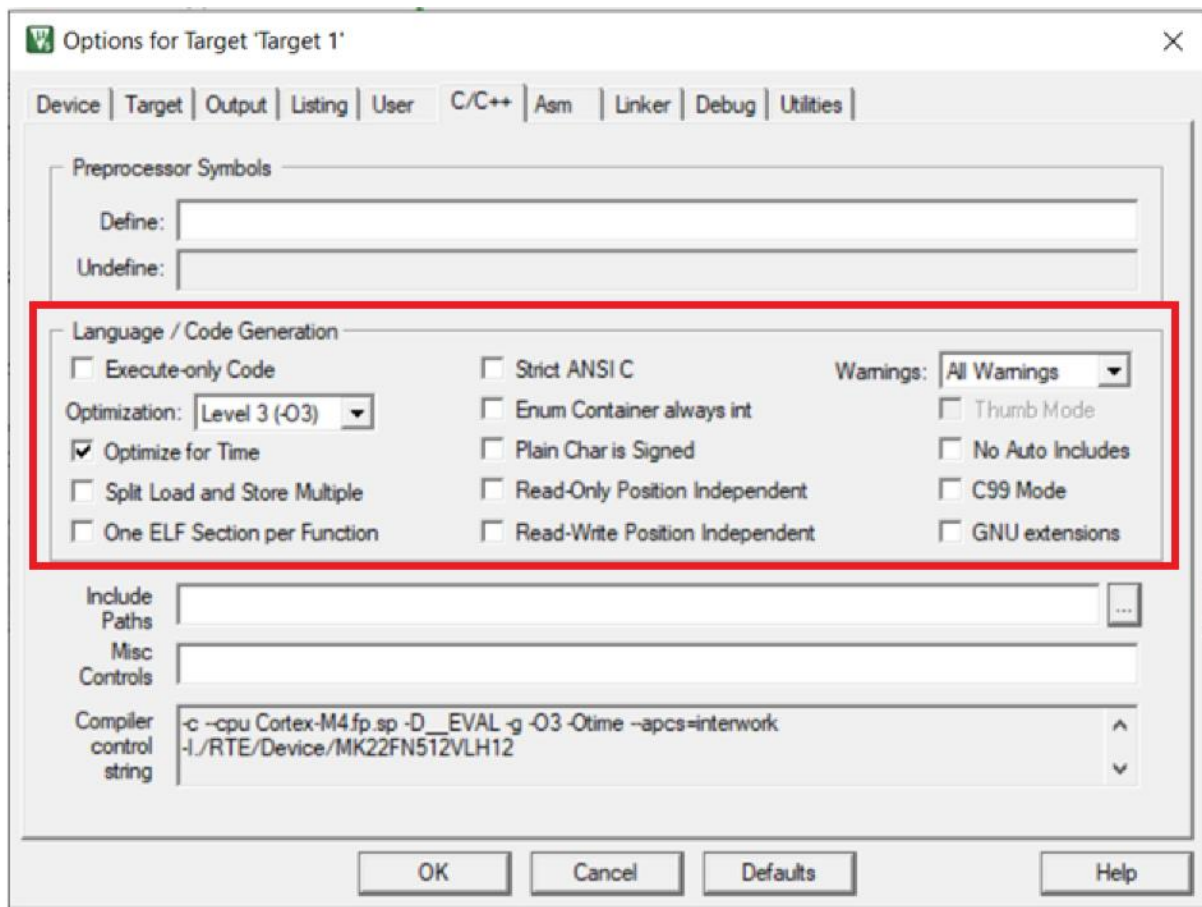 Options for Target 'Target 1'
Device Target Output Listing User C/C++ Asm Linker Debug Utilities
Preprocessor Symbols
Define:
Undefine:
Language / Code Generation
Execute-only Code Strict ANSI C Warnings: All Warnings
Optimization: Level 3 (-O3) Enum Container always int Thumb Mode
Optimize for Time Plain Char is Signed No Auto Includes
Split Load and Store Multiple Read-Only Position Independent C99 Mode
One ELF Section per Function Read-Write Position Independent GNU extensions
Include
Paths ...
Misc
Controls
Compiler
control
string
-c --cpu Cortex-M4.fp.sp -D__EVAL -g -O3 -Otime --apcs=interwork
-I./RTE/Device/MK22FN512VLH12
OK Cancel Defaults Help